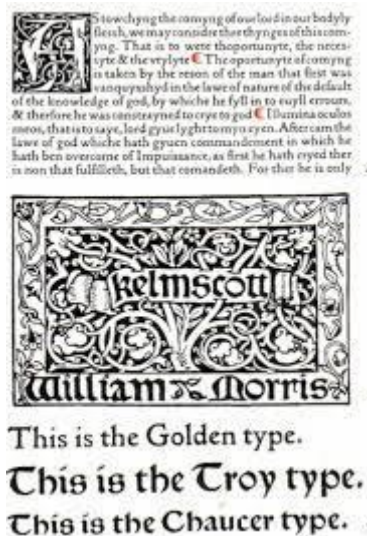 AStowchyng the comyng of our lord in our bodyly
flessh, we may consider thre thynges of this com-
yng. That is to wete thoportunyte, the neces-
syte & the vtylyte ☾ The oportunyte of comyng
is taken by the reson of the man that first was
vanquysshyd in the lawe of nature of the default
of the knowledge of god, by whiche he fyll in to euyll errours,
& therfore he was constrayned to crye to god ☾ Illumina oculos
meos, that is to saye, lord gyue lyght to myn eyen. After cam the
lawe of god whiche hath gyuen commendement in which he
hath ben overcome of Impuissance, as first he hath cryed ther
is non that fulfilleth, but that comandeth. For ther he is only
kelmscott
William Morris
This is the Golden type.
This is the Troy type.
This is the Chaucer type.